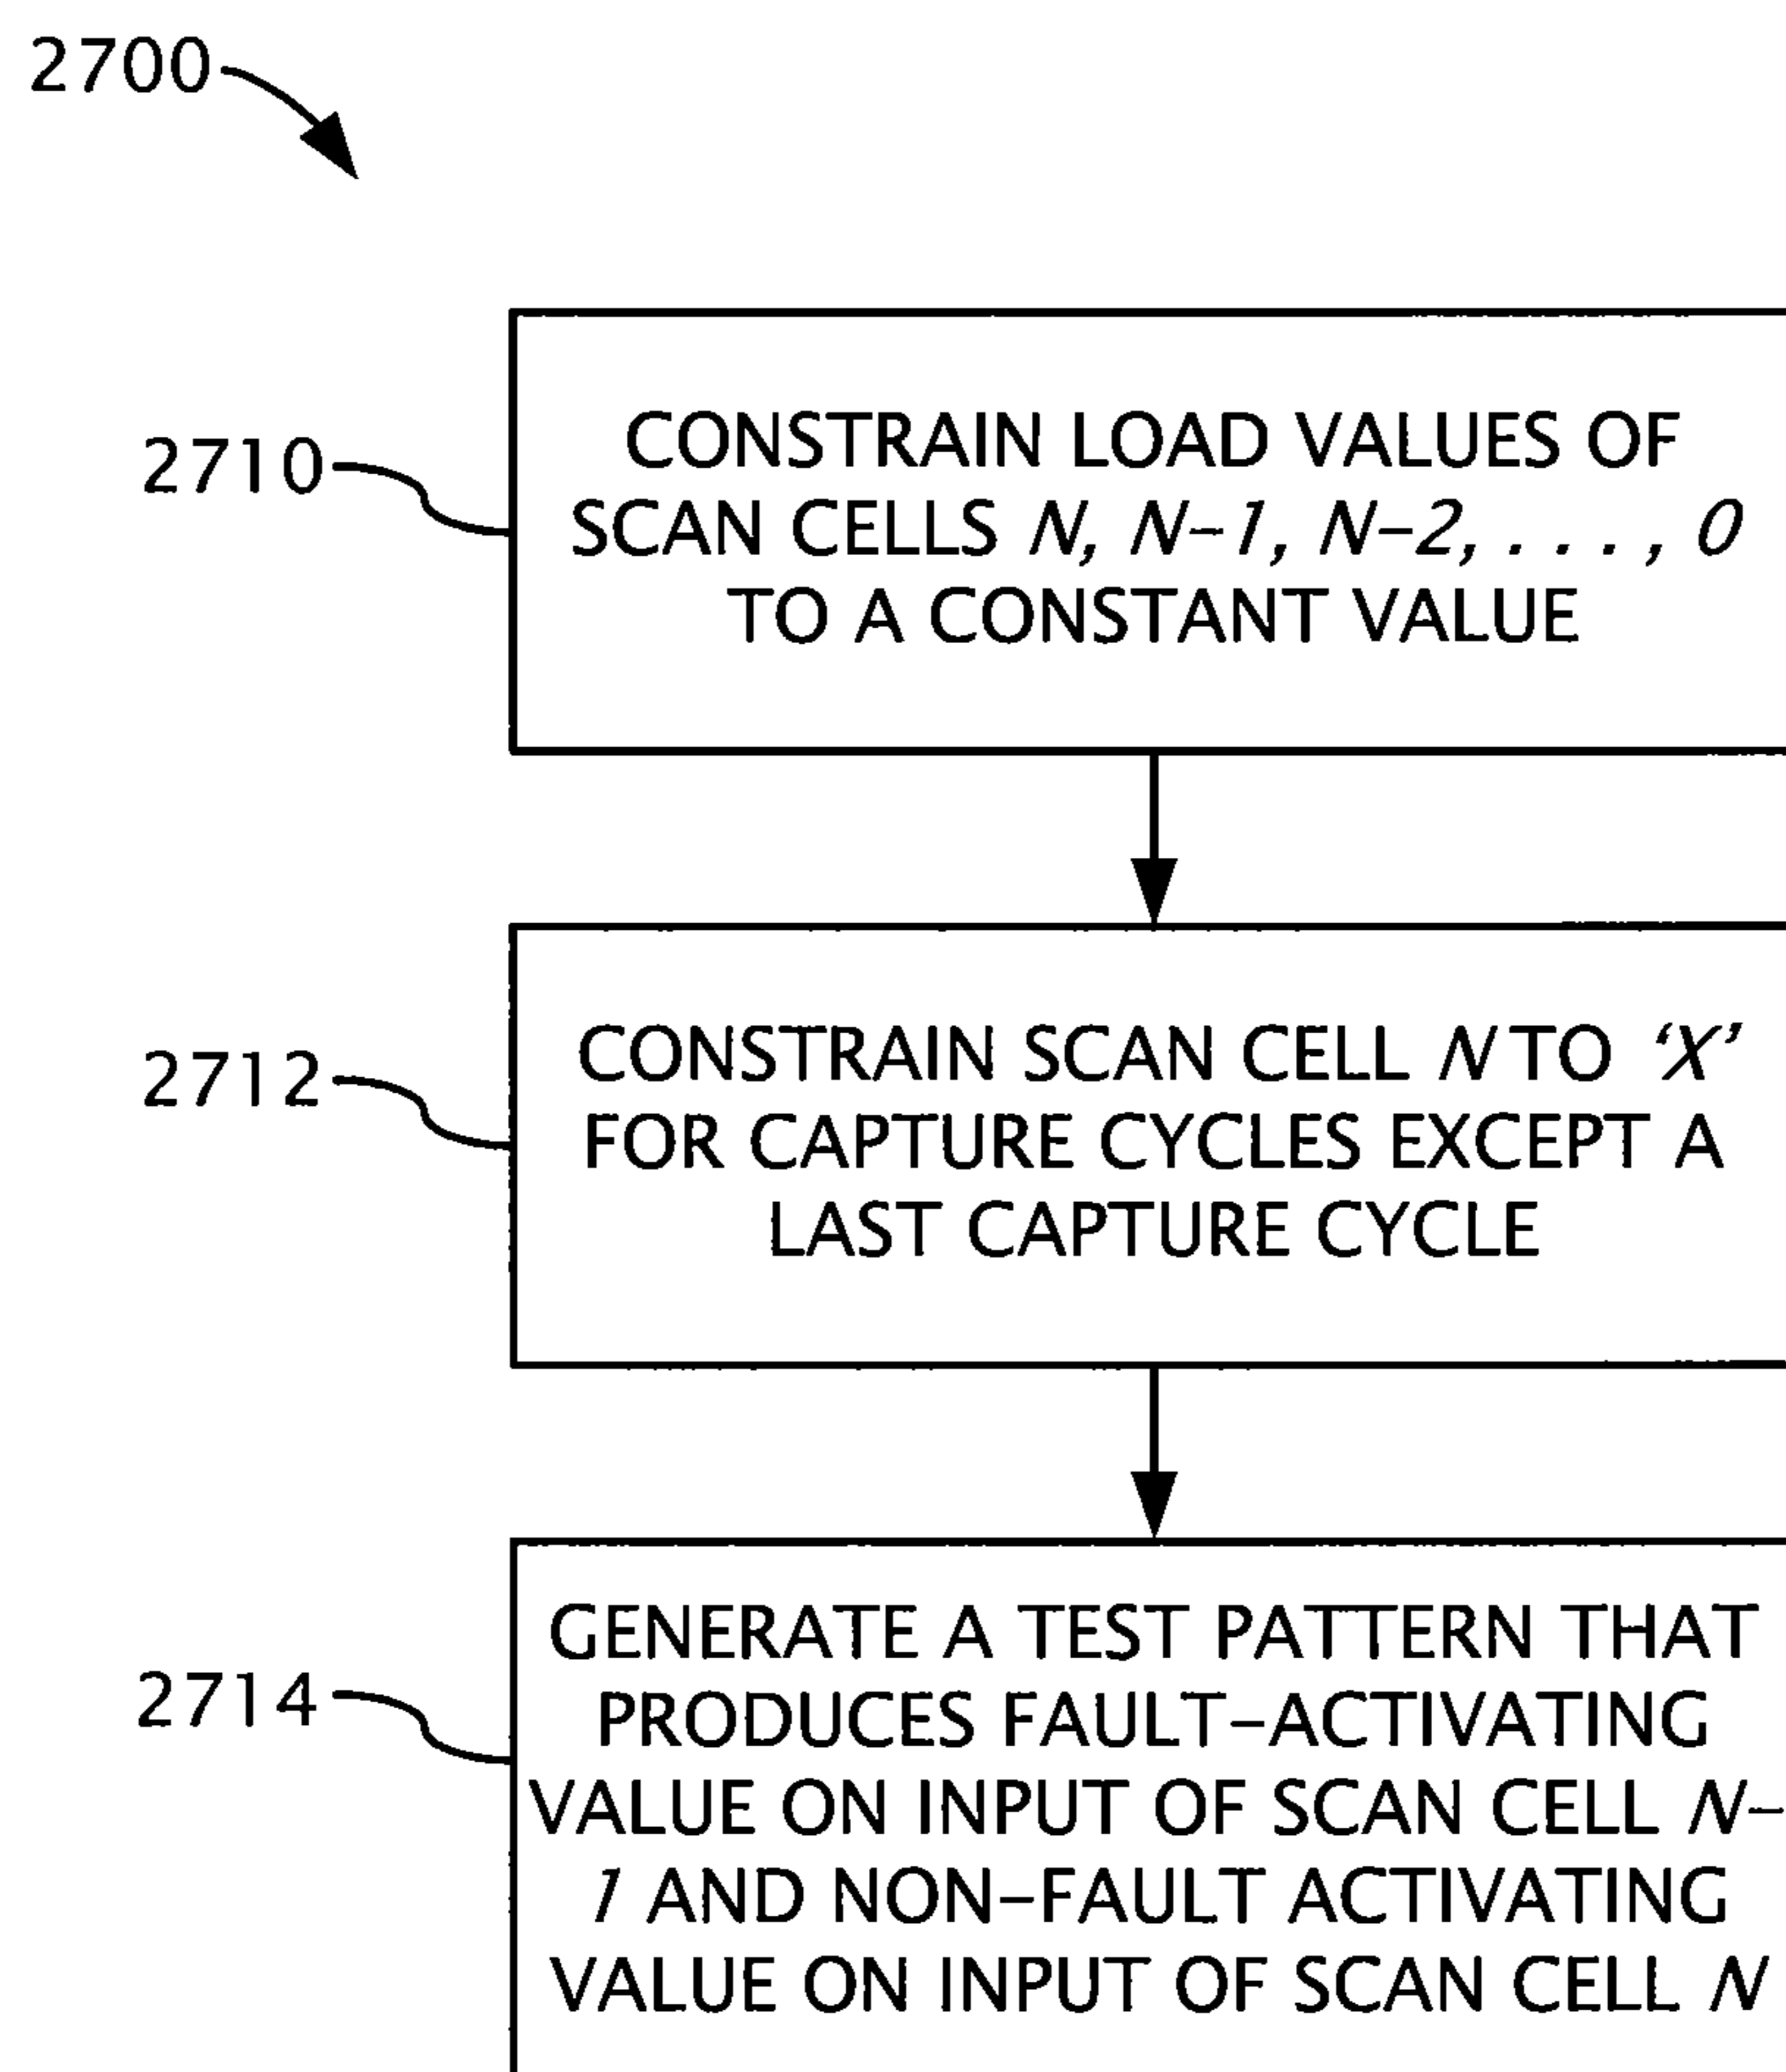 2700
2710
CONSTRAIN LOAD VALUES OF
SCAN CELLS N, N–1, N–2, . . . , 0
TO A CONSTANT VALUE
2712
CONSTRAIN SCAN CELL N TO ‘X’
FOR CAPTURE CYCLES EXCEPT A
LAST CAPTURE CYCLE
2714
GENERATE A TEST PATTERN THAT
PRODUCES FAULT–ACTIVATING
VALUE ON INPUT OF SCAN CELL N–
1 AND NON–FAULT ACTIVATING
VALUE ON INPUT OF SCAN CELL N